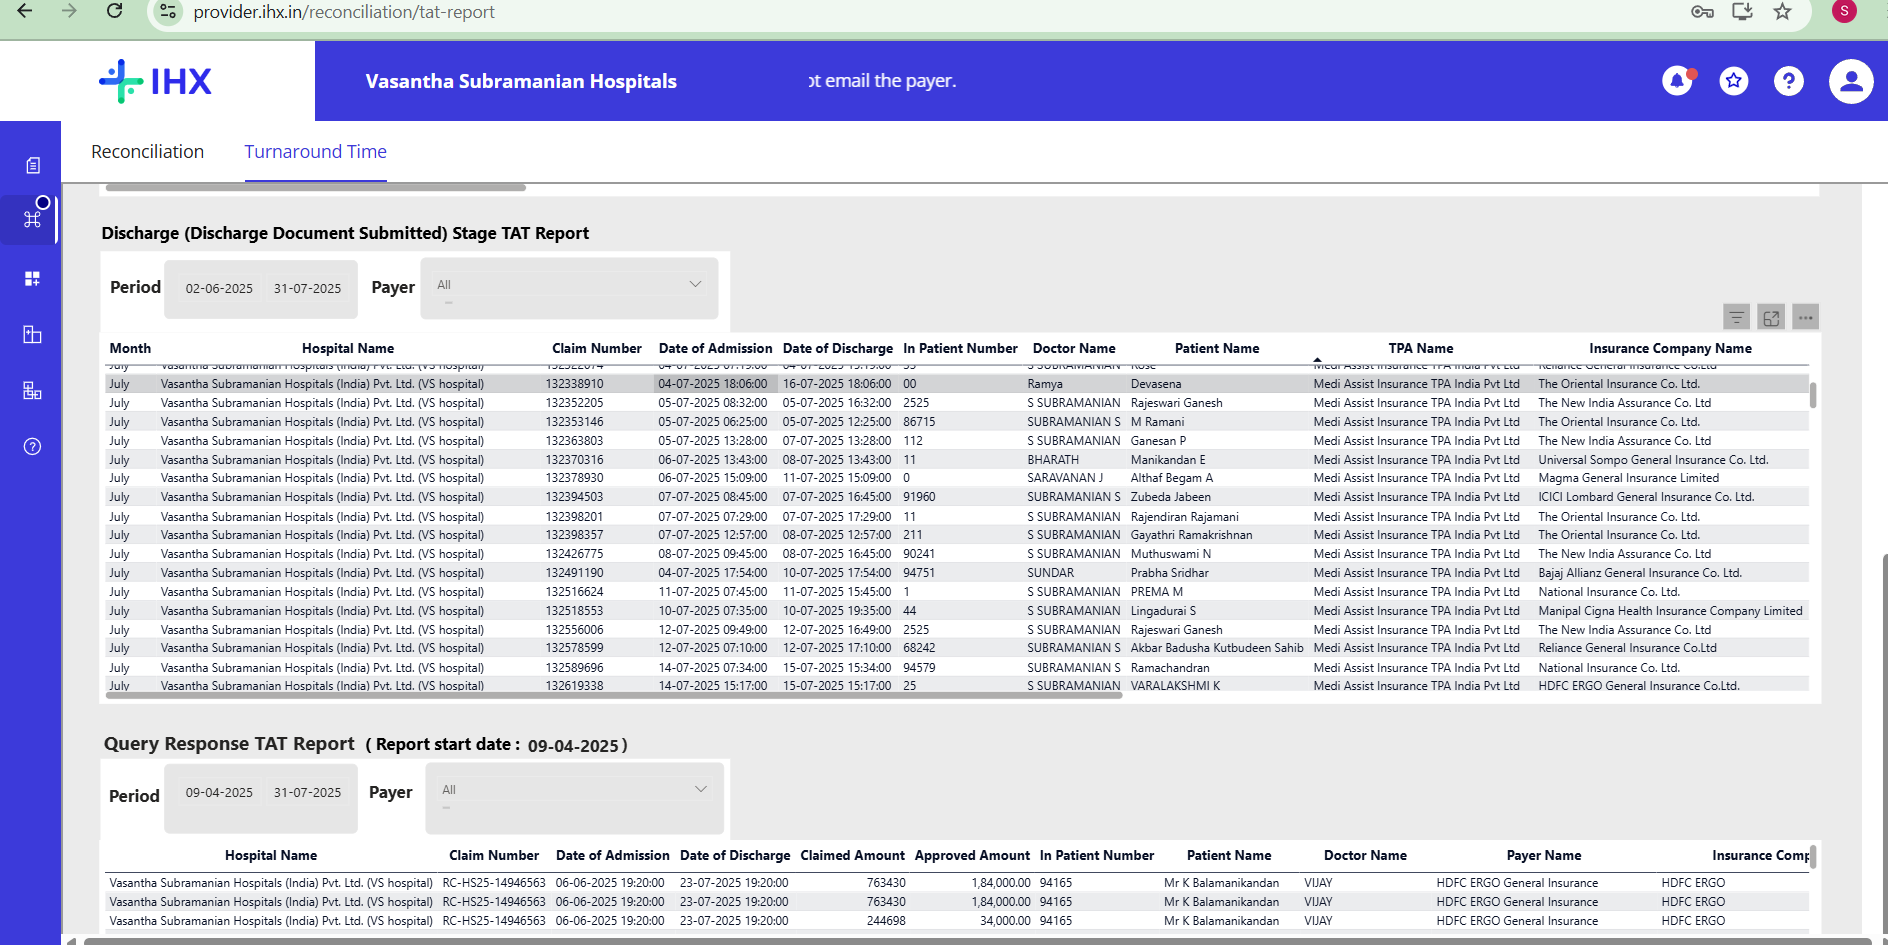 provider.ihx.in/reconciliation/tat-report
S
IHX
Vasantha Subramanian Hospitals
ot email the payer.
Reconciliation
Turnaround Time
Discharge (Discharge Document Submitted) Stage TAT Report
Period 02-06-2025 31-07-2025 Payer All
Month Hospital Name Claim Number Date of Admission Date of Discharge In Patient Number Doctor Name Patient Name TPA Name Insurance Company Name
July Vasantha Subramanian Hospitals (India) Pvt. Ltd. (VS hospital) 132338910 04-07-2025 18:06:00 16-07-2025 18:06:00 00 Ramya Devasena Medi Assist Insurance TPA India Pvt Ltd The Oriental Insurance Co. Ltd.
July Vasantha Subramanian Hospitals (India) Pvt. Ltd. (VS hospital) 132352205 05-07-2025 08:32:00 05-07-2025 16:32:00 2525 S SUBRAMANIAN Rajeswari Ganesh Medi Assist Insurance TPA India Pvt Ltd The New India Assurance Co. Ltd
July Vasantha Subramanian Hospitals (India) Pvt. Ltd. (VS hospital) 132353146 05-07-2025 06:25:00 05-07-2025 12:25:00 86715 SUBRAMANIAN S M Ramani Medi Assist Insurance TPA India Pvt Ltd The Oriental Insurance Co. Ltd.
July Vasantha Subramanian Hospitals (India) Pvt. Ltd. (VS hospital) 132363803 05-07-2025 13:28:00 07-07-2025 13:28:00 112 S SUBRAMANIAN Ganesan P Medi Assist Insurance TPA India Pvt Ltd The New India Assurance Co. Ltd
July Vasantha Subramanian Hospitals (India) Pvt. Ltd. (VS hospital) 132370316 06-07-2025 13:43:00 08-07-2025 13:43:00 11 BHARATH Manikandan E Medi Assist Insurance TPA India Pvt Ltd Universal Sompo General Insurance Co. Ltd.
July Vasantha Subramanian Hospitals (India) Pvt. Ltd. (VS hospital) 132378930 06-07-2025 15:09:00 11-07-2025 15:09:00 0 SARAVANAN J Althaf Begam A Medi Assist Insurance TPA India Pvt Ltd Magma General Insurance Limited
July Vasantha Subramanian Hospitals (India) Pvt. Ltd. (VS hospital) 132394503 07-07-2025 08:45:00 07-07-2025 16:45:00 91960 SUBRAMANIAN S Zubeda Jabeen Medi Assist Insurance TPA India Pvt Ltd ICICI Lombard General Insurance Co. Ltd.
July Vasantha Subramanian Hospitals (India) Pvt. Ltd. (VS hospital) 132398201 07-07-2025 07:29:00 07-07-2025 17:29:00 11 S SUBRAMANIAN Rajendiran Rajamani Medi Assist Insurance TPA India Pvt Ltd The Oriental Insurance Co. Ltd.
July Vasantha Subramanian Hospitals (India) Pvt. Ltd. (VS hospital) 132398357 07-07-2025 12:57:00 08-07-2025 12:57:00 211 S SUBRAMANIAN Gayathri Ramakrishnan Medi Assist Insurance TPA India Pvt Ltd The Oriental Insurance Co. Ltd.
July Vasantha Subramanian Hospitals (India) Pvt. Ltd. (VS hospital) 132426775 08-07-2025 09:45:00 08-07-2025 16:45:00 90241 S SUBRAMANIAN Muthuswami N Medi Assist Insurance TPA India Pvt Ltd The New India Assurance Co. Ltd
July Vasantha Subramanian Hospitals (India) Pvt. Ltd. (VS hospital) 132491190 04-07-2025 17:54:00 10-07-2025 17:54:00 94751 SUNDAR Prabha Sridhar Medi Assist Insurance TPA India Pvt Ltd Bajaj Allianz General Insurance Co. Ltd.
July Vasantha Subramanian Hospitals (India) Pvt. Ltd. (VS hospital) 132516624 11-07-2025 07:45:00 11-07-2025 15:45:00 1 S SUBRAMANIAN PREMA M Medi Assist Insurance TPA India Pvt Ltd National Insurance Co. Ltd.
July Vasantha Subramanian Hospitals (India) Pvt. Ltd. (VS hospital) 132518553 10-07-2025 07:35:00 10-07-2025 19:35:00 44 S SUBRAMANIAN Lingadurai S Medi Assist Insurance TPA India Pvt Ltd Manipal Cigna Health Insurance Company Limited
July Vasantha Subramanian Hospitals (India) Pvt. Ltd. (VS hospital) 132556006 12-07-2025 09:49:00 12-07-2025 16:49:00 2525 S SUBRAMANIAN Rajeswari Ganesh Medi Assist Insurance TPA India Pvt Ltd The New India Assurance Co. Ltd
July Vasantha Subramanian Hospitals (India) Pvt. Ltd. (VS hospital) 132578599 12-07-2025 07:10:00 12-07-2025 17:10:00 68242 SUBRAMANIAN S Akbar Badusha Kutbudeen Sahib Medi Assist Insurance TPA India Pvt Ltd Reliance General Insurance Co.Ltd
July Vasantha Subramanian Hospitals (India) Pvt. Ltd. (VS hospital) 132589696 14-07-2025 07:34:00 15-07-2025 15:34:00 94579 SUBRAMANIAN S Ramachandran Medi Assist Insurance TPA India Pvt Ltd National Insurance Co. Ltd.
July Vasantha Subramanian Hospitals (India) Pvt. Ltd. (VS hospital) 132619338 14-07-2025 15:17:00 15-07-2025 15:17:00 25 S SUBRAMANIAN VARALAKSHMI K Medi Assist Insurance TPA India Pvt Ltd HDFC ERGO General Insurance Co.Ltd.
Query Response TAT Report ( Report start date : 09-04-2025 )
Period 09-04-2025 31-07-2025 Payer All
Hospital Name Claim Number Date of Admission Date of Discharge Claimed Amount Approved Amount In Patient Number Patient Name Doctor Name Payer Name Insurance Comp
Vasantha Subramanian Hospitals (India) Pvt. Ltd. (VS hospital) RC-HS25-14946563 06-06-2025 19:20:00 23-07-2025 19:20:00 763430 1,84,000.00 94165 Mr K Balamanikandan VIJAY HDFC ERGO General Insurance HDFC ERGO
Vasantha Subramanian Hospitals (India) Pvt. Ltd. (VS hospital) RC-HS25-14946563 06-06-2025 19:20:00 23-07-2025 19:20:00 763430 1,84,000.00 94165 Mr K Balamanikandan VIJAY HDFC ERGO General Insurance HDFC ERGO
Vasantha Subramanian Hospitals (India) Pvt. Ltd. (VS hospital) RC-HS25-14946563 06-06-2025 19:20:00 23-07-2025 19:20:00 244698 34,000.00 94165 Mr K Balamanikandan VIJAY HDFC ERGO General Insurance HDFC ERGO